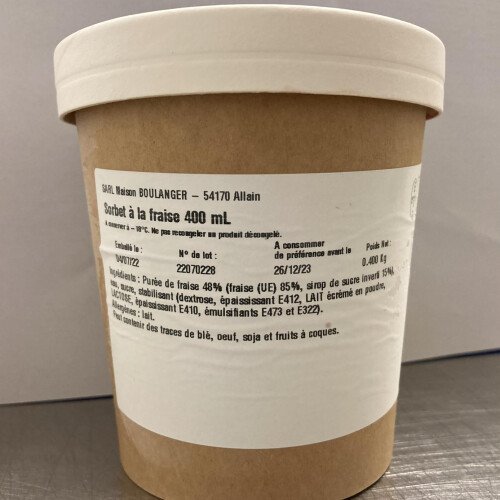 SARL Maison BOULANGER – 54170 Allain
Sorbet à la fraise 400 mL
A conserver à – 18°C. Ne pas recongeler un produit décongelé.
Emballé le : N° de lot : A consommer de préférence avant le Poids Net :
04/07/22 22070228 26/12/23 0.400 Kg
Ingrédients : Purée de fraise 48% (fraise (UE) 85%, sirop de sucre inverti 15%),
eau, sucre, stabilisant (dextrose, épaississant E412, LAIT écrémé en poudre,
LACTOSE, épaississant E410, émulsifiants E473 et E322).
Allergènes : lait.
Peut contenir des traces de blé, oeuf, soja et fruits à coques.